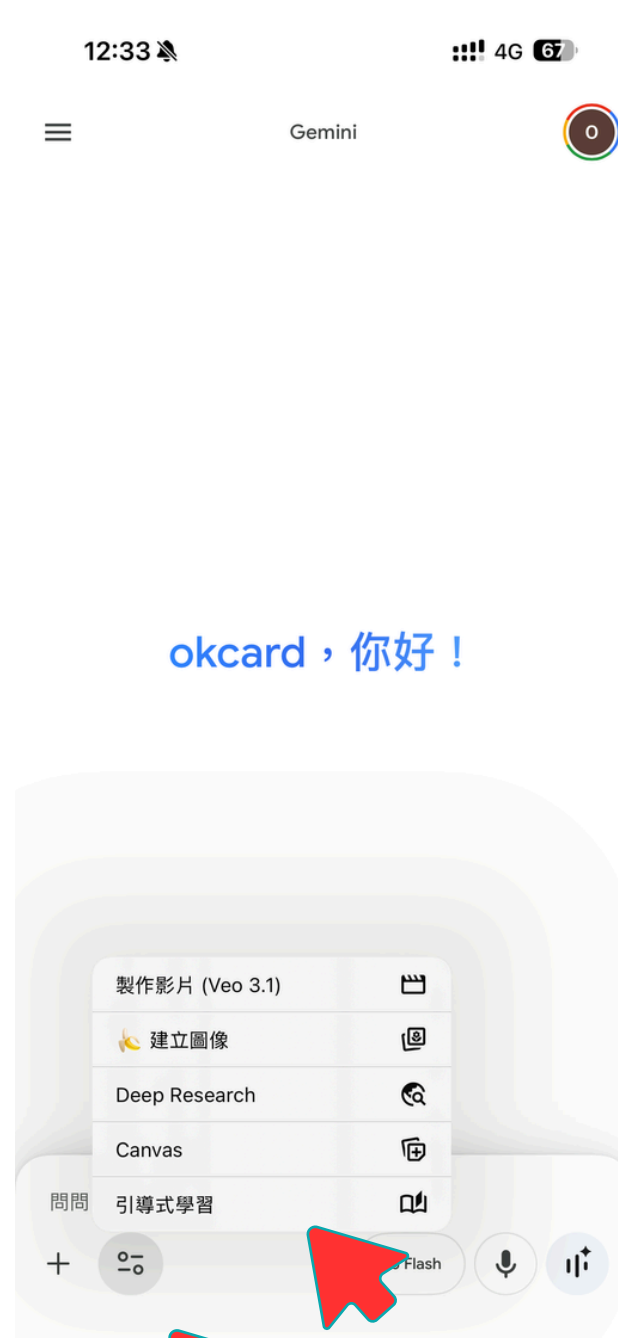 12:33
4G 67
Gemini
O
okcard,你好!
製作影片 (Veo 3.1)
建立圖像
Deep Research
Canvas
引導式學習
問問
Flash